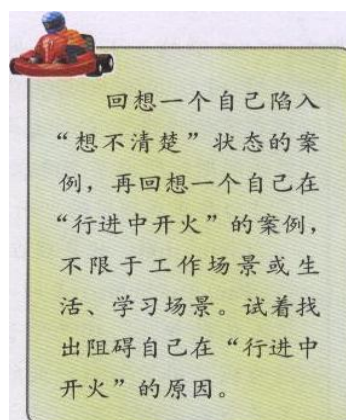 回想一个自己陷入
“想不清楚”状态的案
例，再回想一个自己在
“行进中开火”的案例，
不限于工作场景或生
活、学习场景。试着找
出阻碍自己在“行进中
开火”的原因。